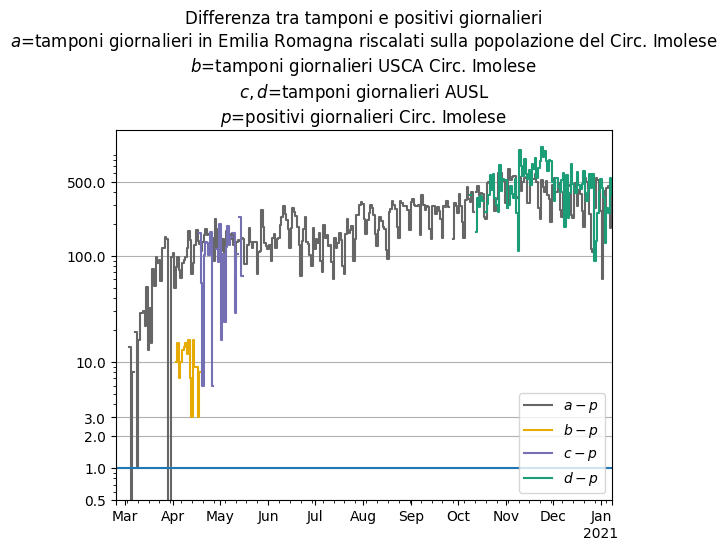 Differenza tra tamponi e positivi giornalieri
a=tamponi giornalieri in Emilia Romagna riscalati sulla popolazione del Circ. Imolese
b=tamponi giornalieri USCA Circ. Imolese
c, d=tamponi giornalieri AUSL
p=positivi giornalieri Circ. Imolese
500.0
100.0
10.0
3.0
2.0
1.0
0.5
a − p
b − p
c − p
d − p
Mar Apr May Jun Jul Aug Sep Oct Nov Dec Jan
2021